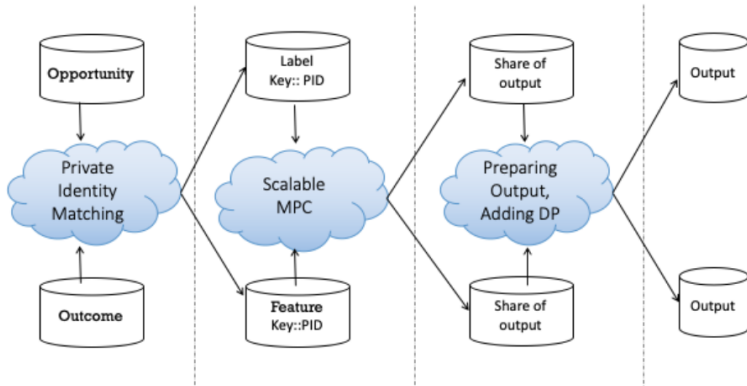 Opportunity
Private
Identity
Matching
Outcome
Label
Key:: PID
Scalable
MPC
Feature
Key::PID
Share of
output
Preparing
Output,
Adding DP
Share of
output
Output
Output